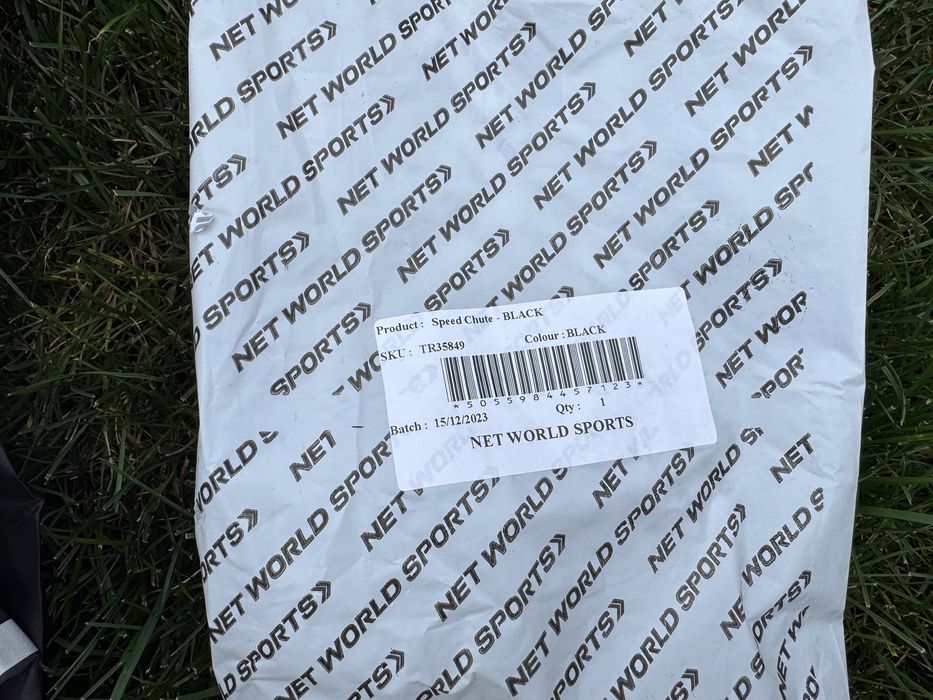 NET WORLD SPORTS
Product : Speed Chute - BLACK
SKU : TR35849
Colour : BLACK
*5055984457123*
Batch : 15/12/2023
Qty : 1
NET WORLD SPORTS